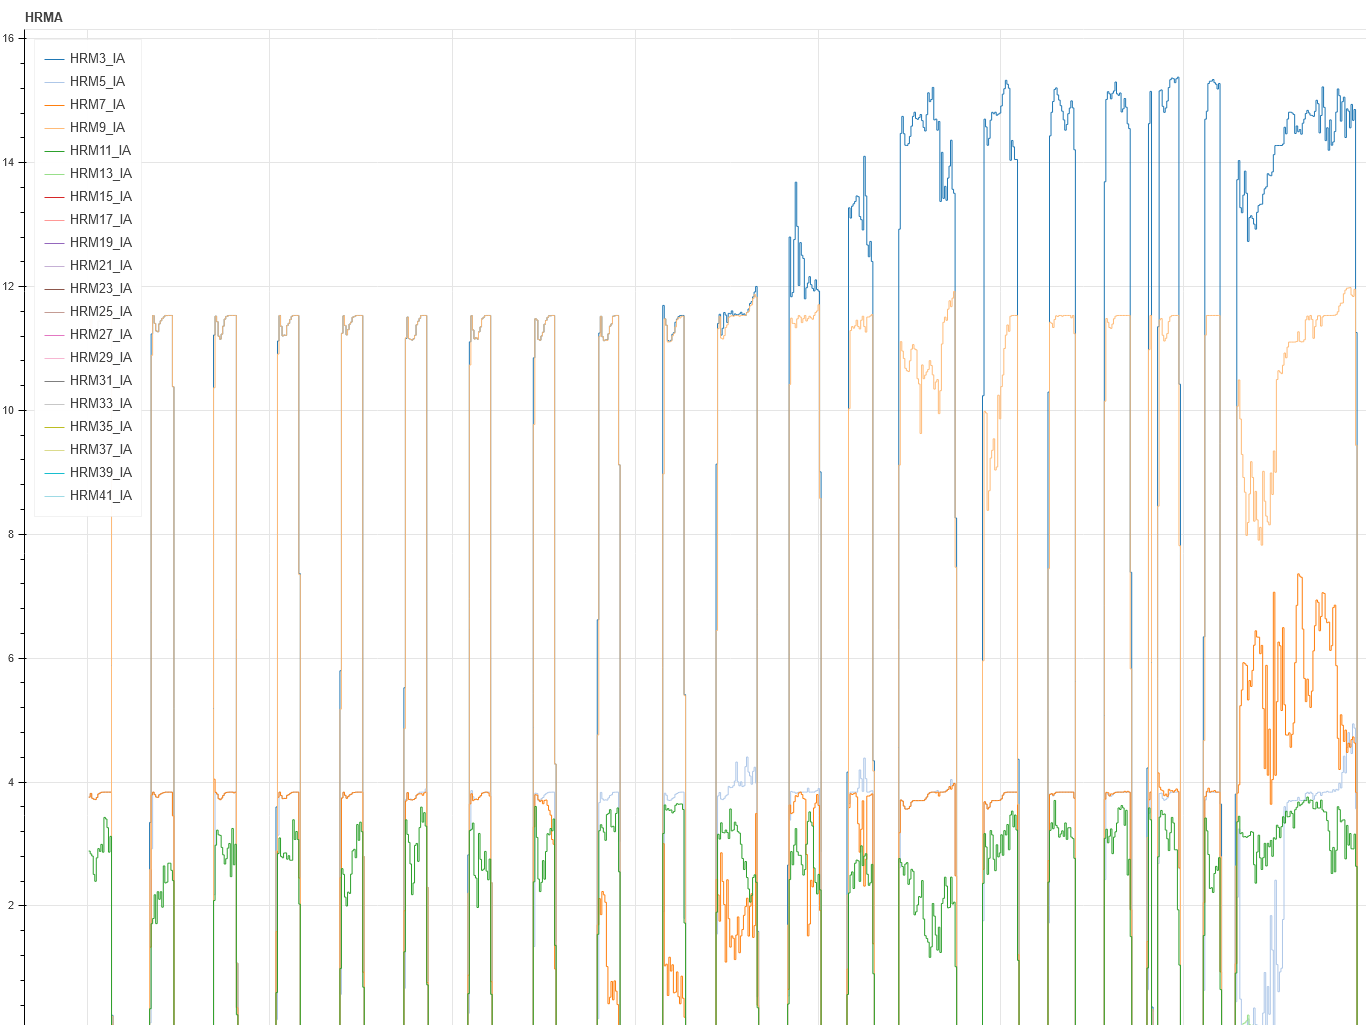 HRMA
16
14
12
10
8
6
4
2
HRM3_IA
HRM5_IA
HRM7_IA
HRM9_IA
HRM11_IA
HRM13_IA
HRM15_IA
HRM17_IA
HRM19_IA
HRM21_IA
HRM23_IA
HRM25_IA
HRM27_IA
HRM29_IA
HRM31_IA
HRM33_IA
HRM35_IA
HRM37_IA
HRM39_IA
HRM41_IA